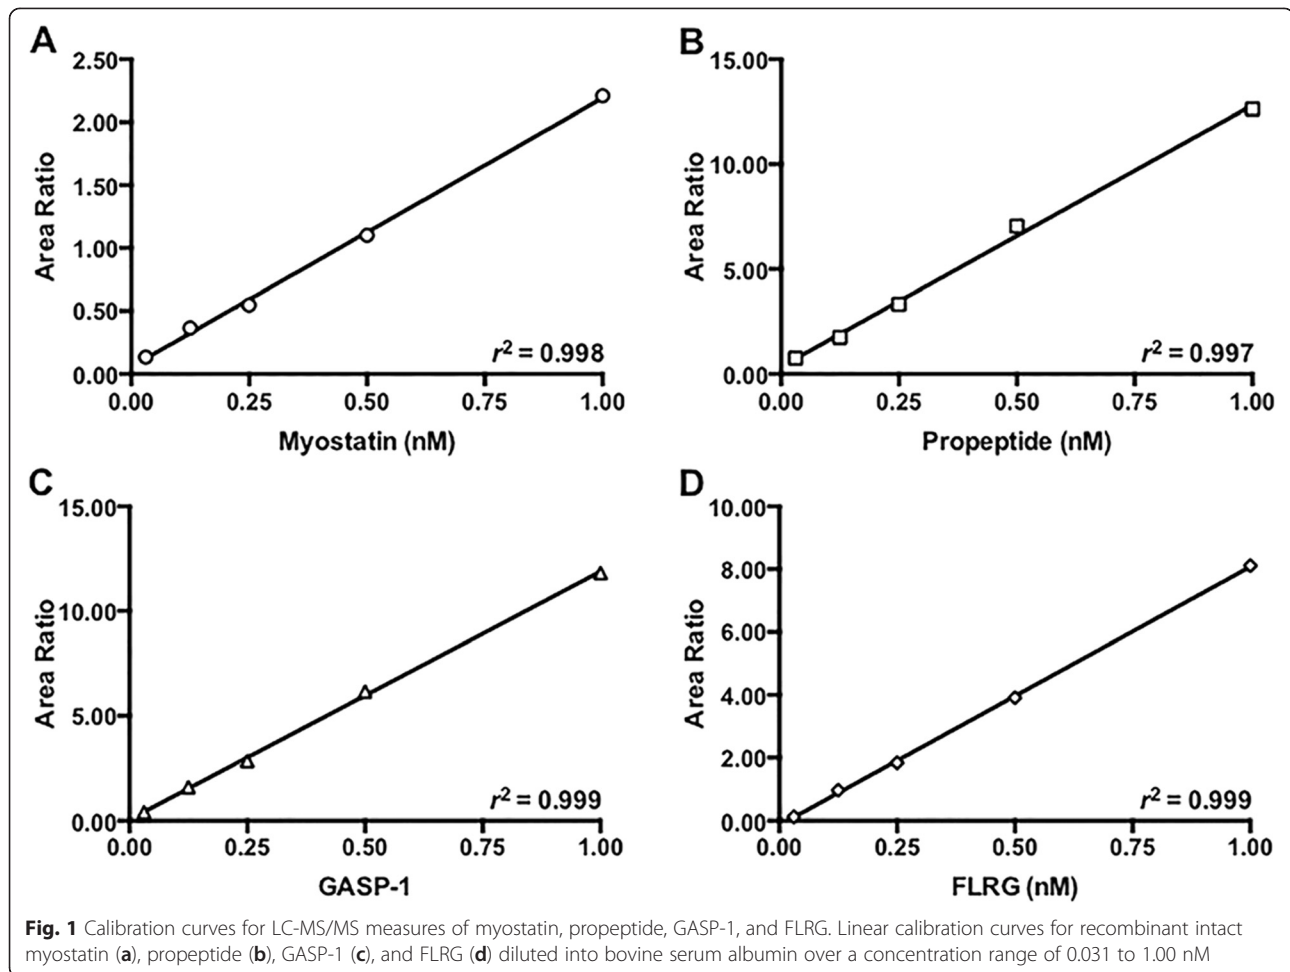 A
2.50
2.00
1.50
1.00
0.50
0.00
Area Ratio
r² = 0.998
0.00 0.25 0.50 0.75 1.00
Myostatin (nM)
B
15.00
10.00
5.00
0.00
Area Ratio
r² = 0.997
0.00 0.25 0.50 0.75 1.00
Propeptide (nM)
C
15.00
10.00
5.00
0.00
Area Ratio
r² = 0.999
0.00 0.25 0.50 0.75 1.00
GASP-1
D
10.00
8.00
6.00
4.00
2.00
0.00
Area Ratio
r² = 0.999
0.00 0.25 0.50 0.75 1.00
FLRG (nM)
Fig. 1 Calibration curves for LC-MS/MS measures of myostatin, propeptide, GASP-1, and FLRG. Linear calibration curves for recombinant intact
myostatin (a), propeptide (b), GASP-1 (c), and FLRG (d) diluted into bovine serum albumin over a concentration range of 0.031 to 1.00 nM